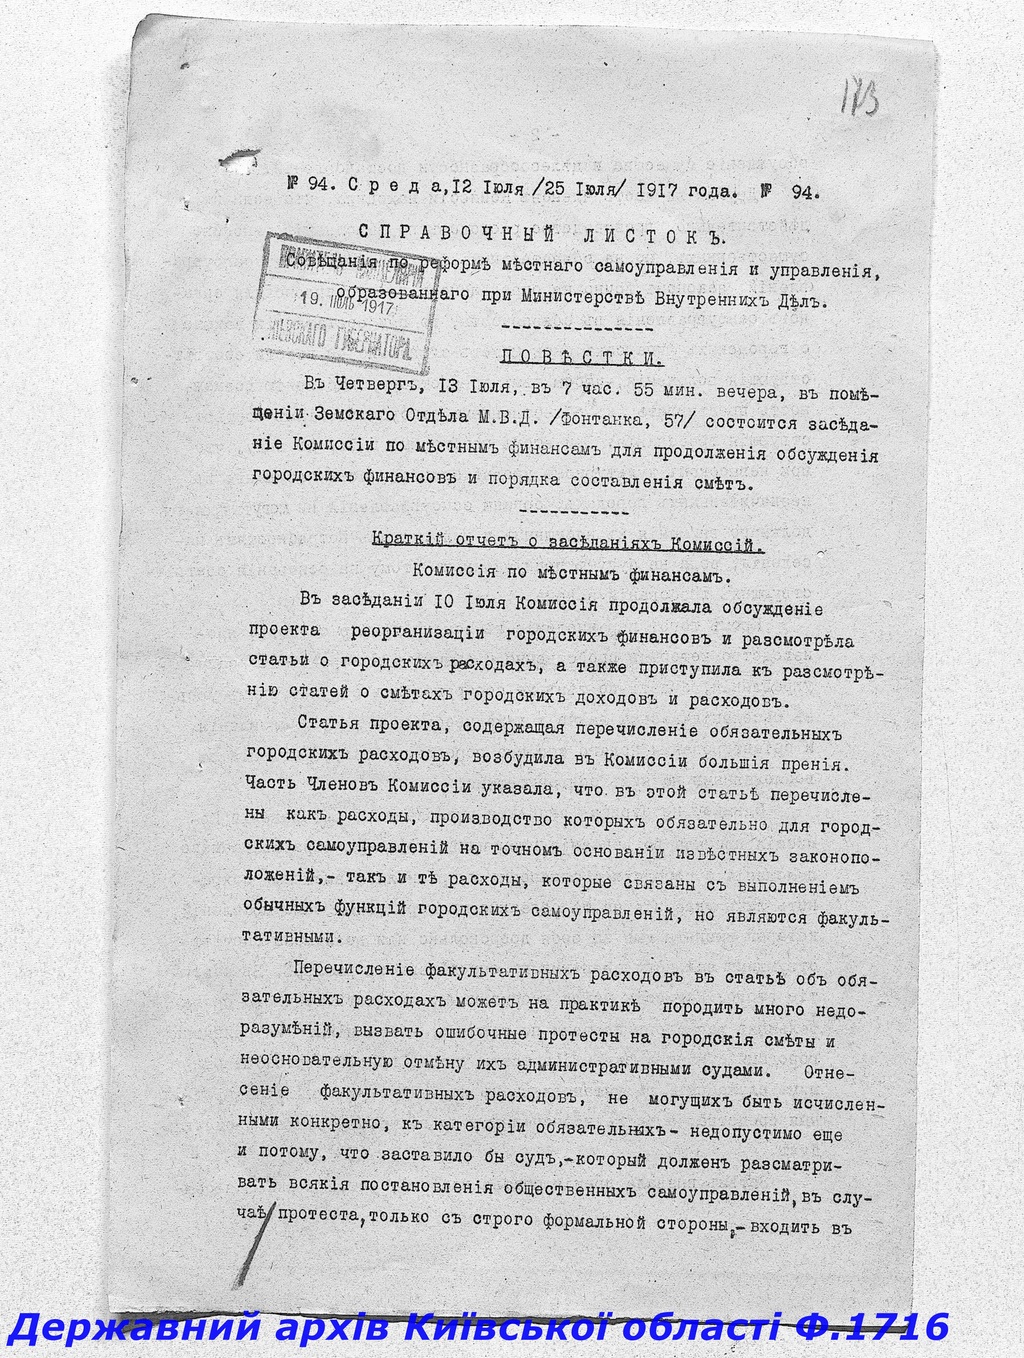 173
№ 94. С р е д а, 12 Іюля /25 Іюля/ 1917 года. № 94.
С П Р А В О Ч Н Ы Й Л И С Т О К Ъ.
Совѣщанія по реформѣ мѣстнаго самоуправленія и управленія,
образованнаго при Министерствѣ Внутреннихъ Дѣлъ.
19. ІЮЛЬ 1917
КІЕВСКАГО ГУБЕРНАТОРА.
П О В Ѣ С Т К И.
Въ Четвергъ, 13 Іюля, въ 7 час. 55 мин. вечера, въ помѣ-
щеніи Земскаго Отдѣла М.В.Д. /Фонтанка, 57/ состоится засѣда-
ніе Комиссіи по мѣстнымъ финансамъ для продолженія обсужденія
городскихъ финансовъ и порядка составленія смѣтъ.
Краткій отчетъ о засѣданіяхъ Комиссій.
Комиссія по мѣстнымъ финансамъ.
Въ засѣданіи 10 Іюля Комиссія продолжала обсужденіе
проекта реорганизаціи городскихъ финансовъ и разсмотрѣла
статьи о городскихъ расходахъ, а также приступила къ разсмотрѣ-
нію статей о смѣтахъ городскихъ доходовъ и расходовъ.
Статья проекта, содержащая перечисленіе обязательныхъ
городскихъ расходовъ, возбудила въ Комиссіи большія пренія.
Часть Членовъ Комиссіи указала, что въ этой статьѣ перечисле-
ны какъ расходы, производство которыхъ обязательно для город-
скихъ самоуправленій на точномъ основаніи извѣстныхъ законопо-
ложеній,- такъ и тѣ расходы, которые связаны съ выполненіемъ
обычныхъ функцій городскихъ самоуправленій, но являются факуль-
тативными.
Перечисленіе факультативныхъ расходовъ въ статьѣ объ обя-
зательныхъ расходахъ можетъ на практикѣ породить много недо-
разумѣній, вызвать ошибочные протесты на городскія смѣты и
неосновательную отмѣну ихъ административными судами. Отне-
сеніе факультативныхъ расходовъ, не могущихъ быть исчислен-
ными конкретно, къ категоріи обязательныхъ- недопустимо еще
и потому, что заставило бы судъ,-который долженъ разсматри-
вать всякія постановленія общественныхъ самоуправленій, въ слу-
чаѣ протеста, только съ строго формальной стороны,-входить въ
Державний архів Київської області Ф.1716